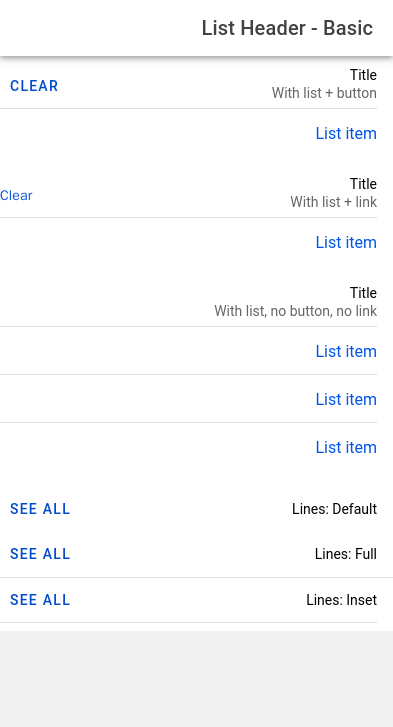 List Header - Basic
Title
With list + button
CLEAR
List item
Title
With list + link
Clear
List item
Title
With list, no button, no link
List item
List item
List item
Lines: Default
SEE ALL
Lines: Full
SEE ALL
Lines: Inset
SEE ALL